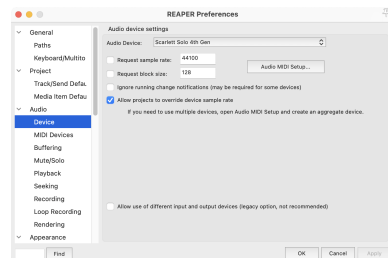 REAPER Preferences
General
Paths
Keyboard/Multito
Project
Track/Send Defau
Media Item Defau
Audio
Device
MIDI Devices
Buffering
Mute/Solo
Playback
Seeking
Recording
Loop Recording
Rendering
Appearance
Find
Audio device settings
Audio Device: Scarlett Solo 4th Gen
Request sample rate: 44100
Request block size: 128
Audio MIDI Setup...
Ignore running change notifications (may be required for some devices)
Allow projects to override device sample rate
If you need to use multiple devices, open Audio MIDI Setup and create an aggregate device.
Allow use of different input and output devices (legacy option, not recommended)
OK Cancel Apply